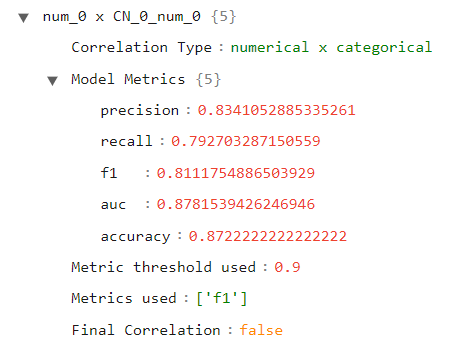 ▼ num_0 x CN_0_num_0 {5}
Correlation Type : numerical x categorical
▼ Model Metrics {5}
precision : 0.8341052885335261
recall : 0.792703287150559
f1 : 0.8111754886503929
auc : 0.8781539426246946
accuracy : 0.8722222222222222
Metric threshold used : 0.9
Metrics used : ['f1']
Final Correlation : false